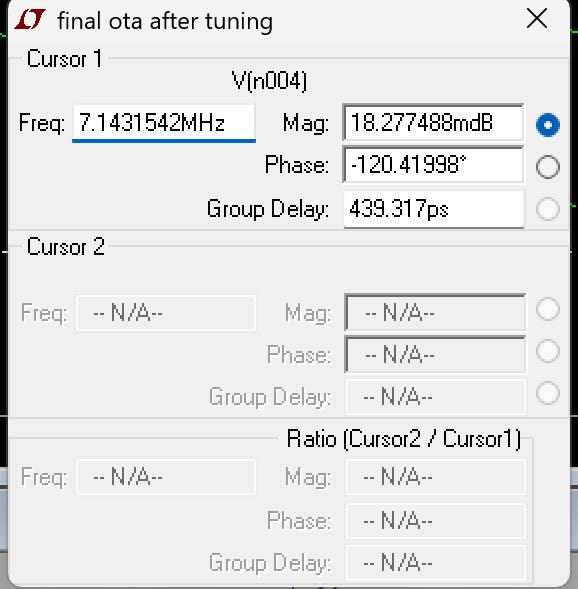 final ota after tuning
Cursor 1
V(n004)
Freq: 7.1431542MHz Mag: 18.277488mdB
Phase: -120.41998°
Group Delay: 439.317ps
Cursor 2
Freq: -- N/A-- Mag: -- N/A--
Phase: -- N/A--
Group Delay: -- N/A--
Ratio (Cursor2 / Cursor1)
Freq: -- N/A-- Mag: -- N/A--
Phase: -- N/A--
Group Delay: -- N/A--